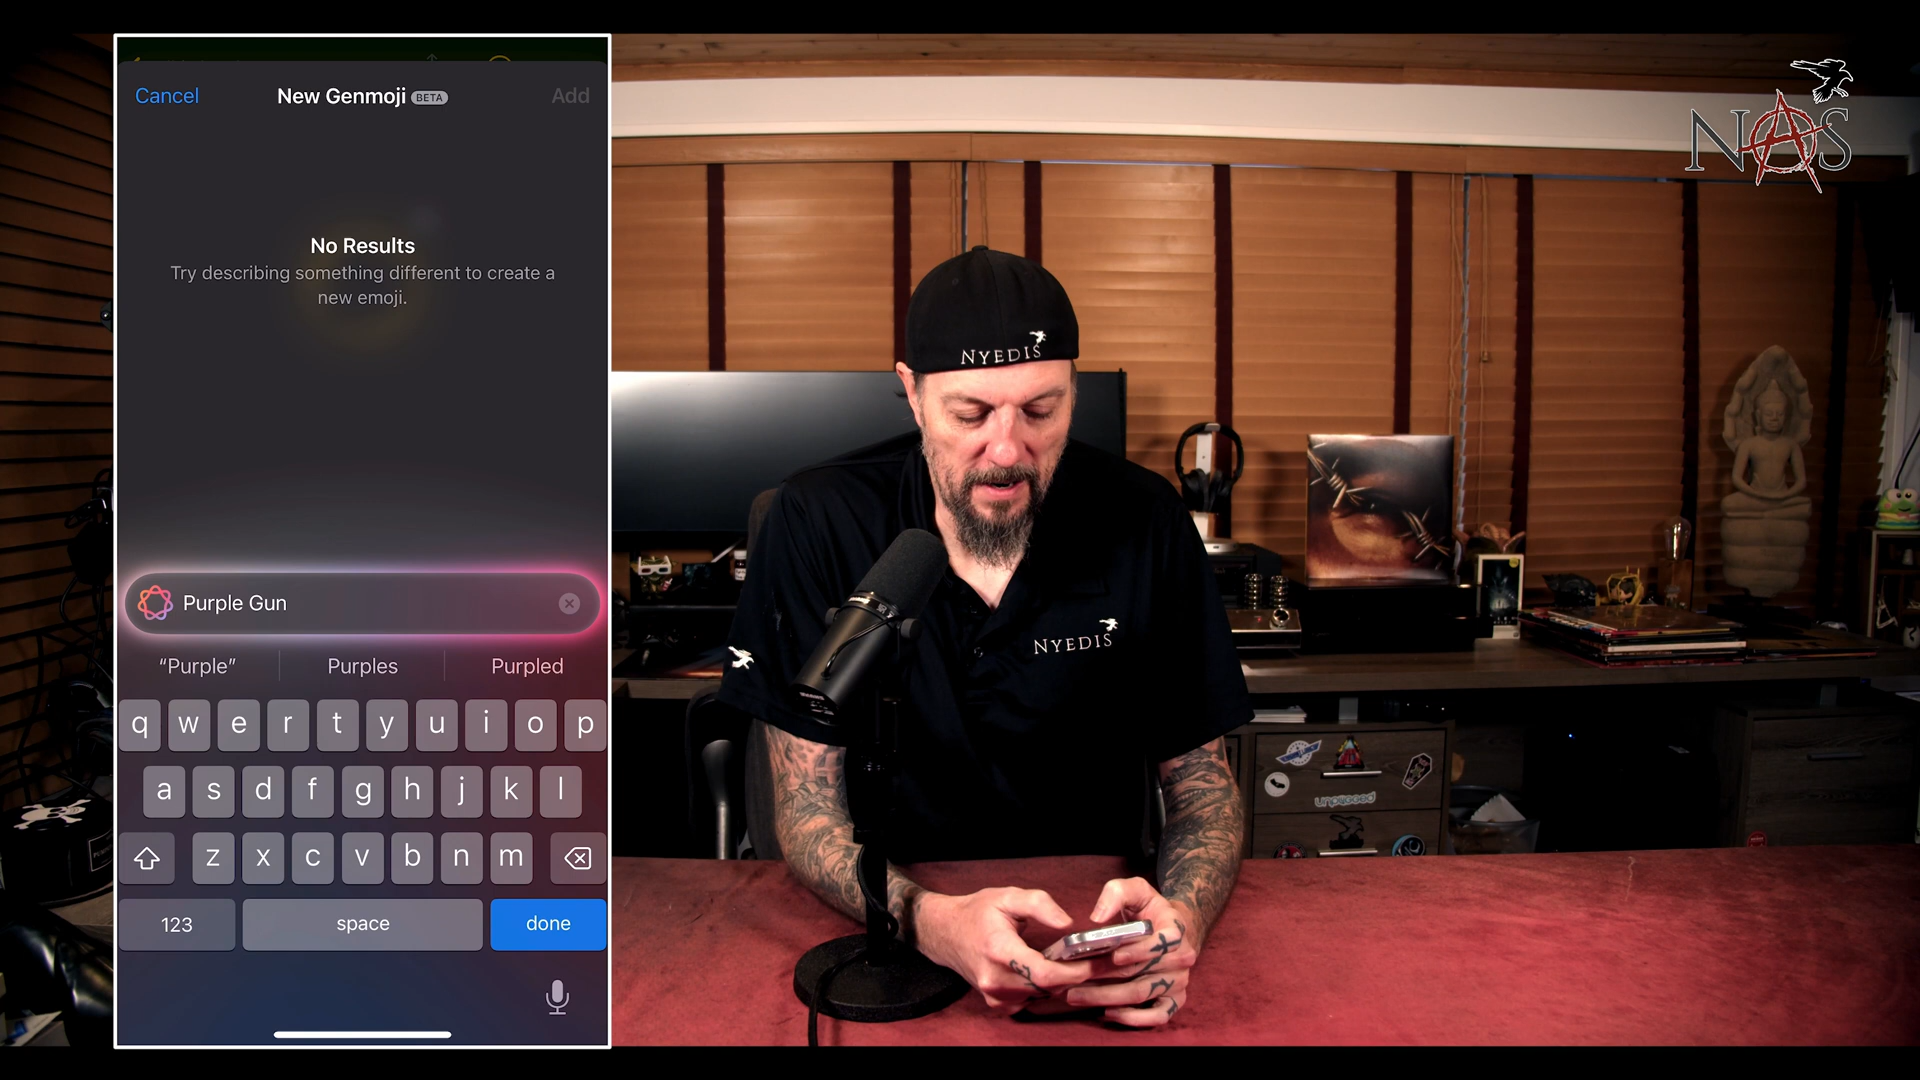 Cancel
New Genmoji BETA
Add
No Results
Try describing something different to create a
new emoji.
Purple Gun
“Purple”
Purples
Purpled
q w e r t y u i o p
a s d f g h j k l
z x c v b n m
123
space
done
NAS
NYEDIS
NYEDIS
unplugged